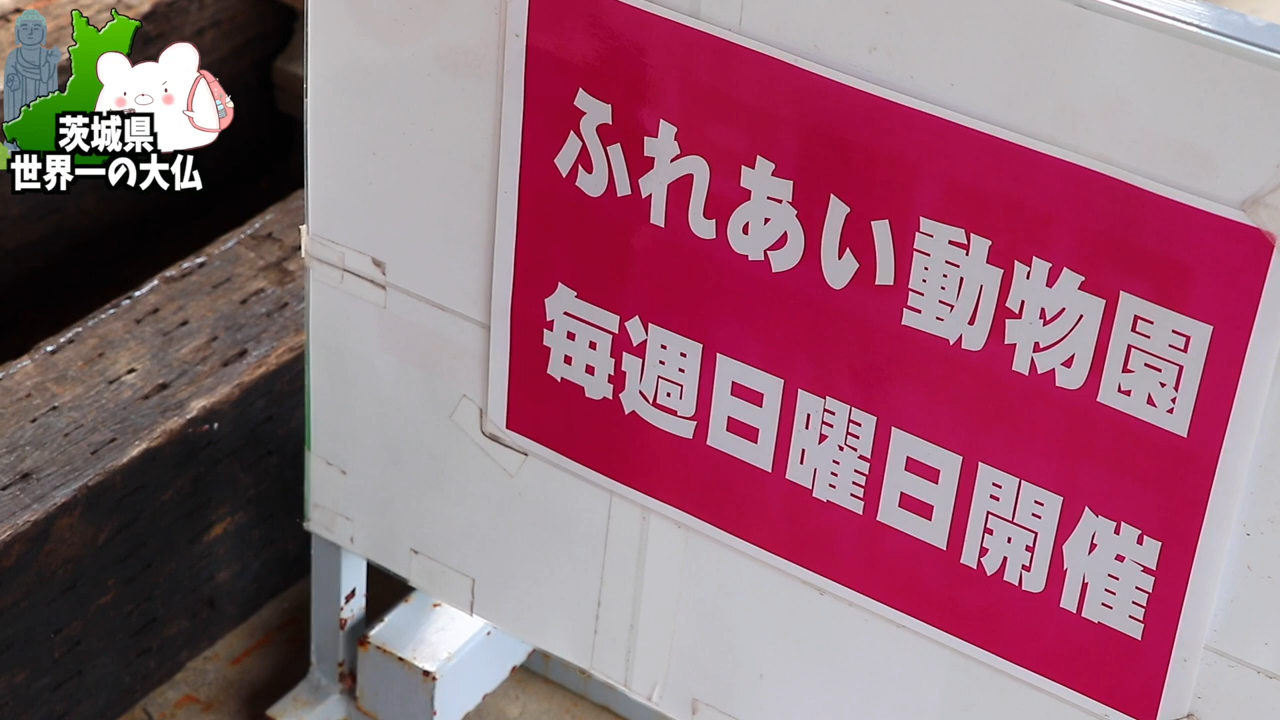 茨城県
世界一の大仏
ふれあい動物園
毎週日曜日開催